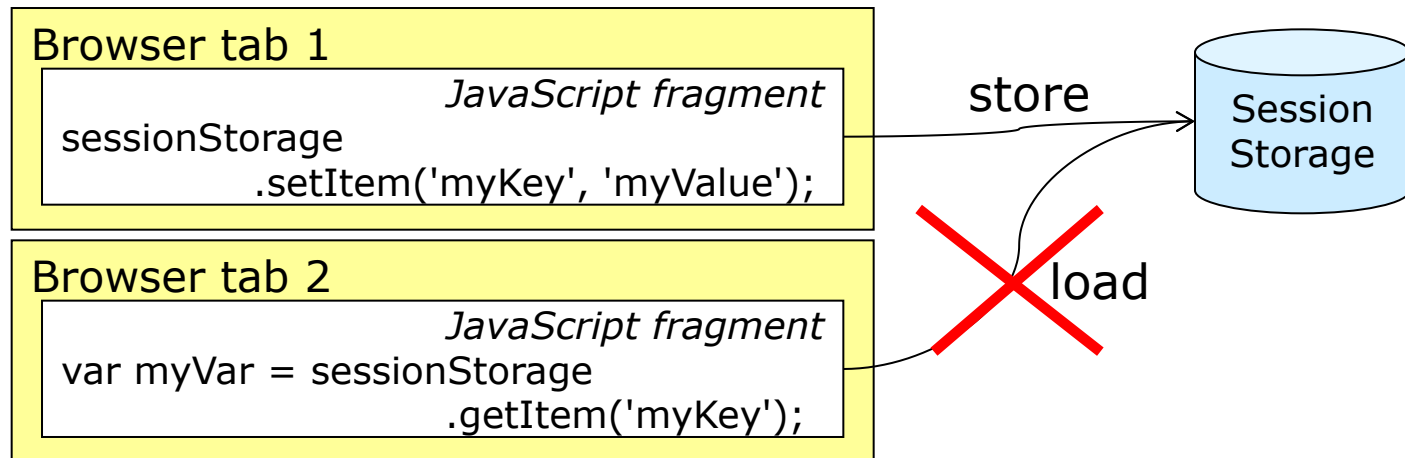 Browser tab 1
JavaScript fragment
sessionStorage
.setItem('myKey', 'myValue');
store
Session
Storage
Browser tab 2
JavaScript fragment
var myVar = sessionStorage
.getItem('myKey');
load